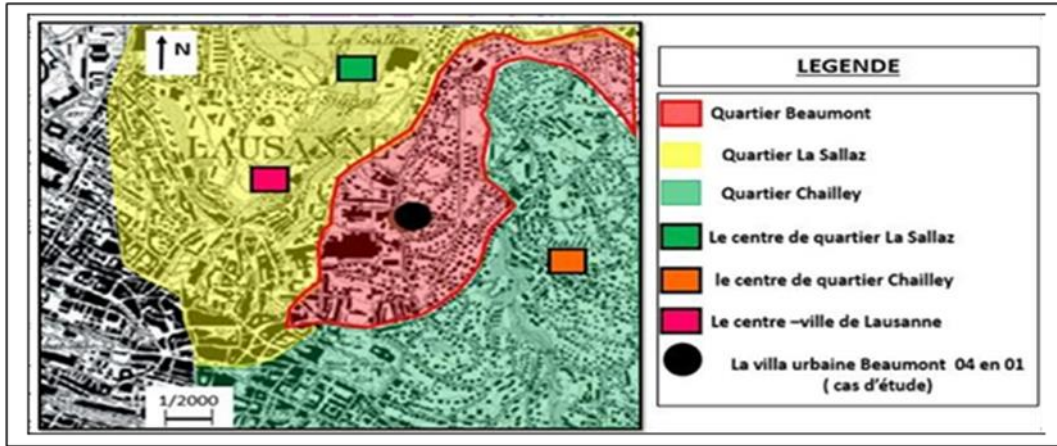 N
La Sallaz
LAUSANNE
1/2000
LEGENDE
Quartier Beaumont
Quartier La Sallaz
Quartier Chailley
Le centre de quartier La Sallaz
le centre de quartier Chailley
Le centre –ville de Lausanne
La villa urbaine Beaumont 04 en 01
( cas d'étude)